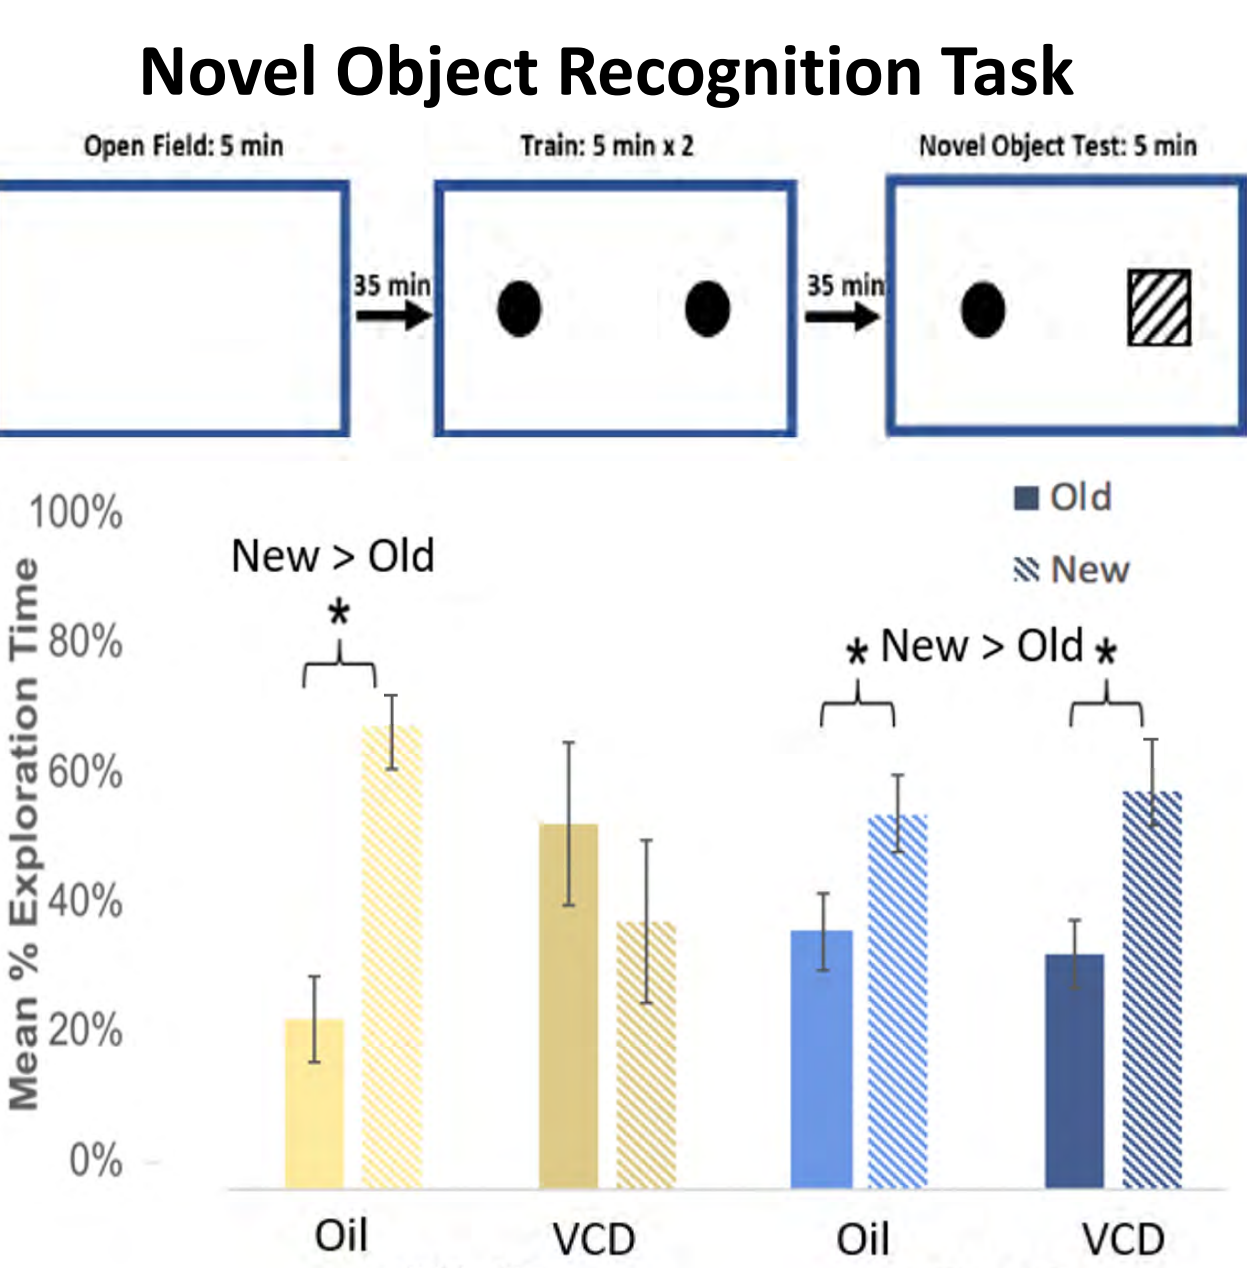 Novel Object Recognition Task
Open Field: 5 min
Train: 5 min x 2
Novel Object Test: 5 min
35 min
35 min
Old
New
100%
80%
60%
40%
20%
0%
Mean % Exploration Time
New > Old
*
* New > Old *
Oil
VCD
Oil
VCD